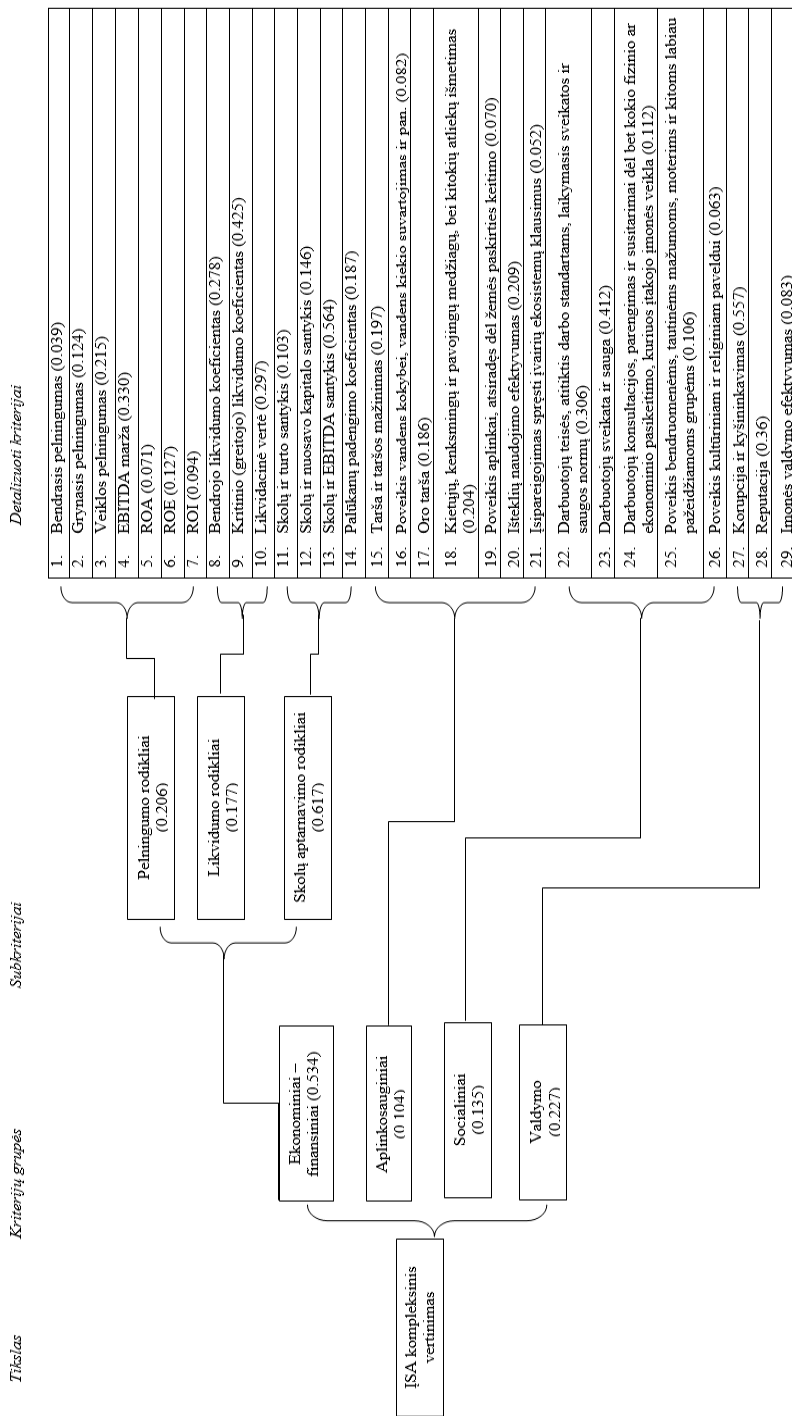 Tikslas
Kriterijų grupės
Subkriterijai
Detalizuoti kriterijai
ĮSA kompleksinis
vertinimas
Ekonominiai –
finansiniai (0.534)
Aplinkosauginiai
(0 104)
Socialiniai
(0.135)
Valdymo
(0.227)
Pelningumo rodikliai
(0.206)
Likvidumo rodikliai
(0.177)
Skolų aptarnavimo rodikliai
(0.617)
1. Bendrasis pelningumas (0.039)
2. Grynasis pelningumas (0.124)
3. Veiklos pelningumas (0.215)
4. EBITDA marža (0.330)
5. ROA (0.071)
6. ROE (0.127)
7. ROI (0.094)
8. Bendrojo likvidumo koeficientas (0.278)
9. Kritinio (greitojo) likvidumo koeficientas (0.425)
10. Likvidacinė vertė (0.297)
11. Skolų ir turto santykis (0.103)
12. Skolų ir nuosavo kapitalo santykis (0.146)
13. Skolų ir EBITDA santykis (0.564)
14. Palūkanų padengimo koeficientas (0.187)
15. Tarša ir taršos mažinimas (0.197)
16. Poveikis vandens kokybei, vandens kiekio suvartojimas ir pan. (0.082)
17. Oro tarša (0.186)
18. Kietųjų, kenksmingų ir pavojingų medžiagų, bei kitokių atliekų išmetimas
(0.204)
19. Poveikis aplinkai, atsiradęs dėl žemės paskirties keitimo (0.070)
20. Išteklių naudojimo efektyvumas (0.209)
21. Įsipareigojimas spręsti įvairių ekosistemų klausimus (0.052)
22. Darbuotojų teisės, atitiktis darbo standartams, laikymasis sveikatos ir
saugos normų (0.306)
23. Darbuotojų sveikata ir sauga (0.412)
24. Darbuotojų konsultacijos, parengimas ir susitarimai dėl bet kokio fizinio ar
ekonominio pasikeitimo, kuriuos įtakojo įmonės veikla (0.112)
25. Poveikis bendruomenėms, tautinėms mažumoms, moterims ir kitoms labiau
pažeidžiamoms grupėms (0.106)
26. Poveikis kultūriniam ir religiniam paveldui (0.063)
27. Korupcija ir kyšininkavimas (0.557)
28. Reputacija (0.36)
29. Įmonės valdymo efektyvumas (0.083)